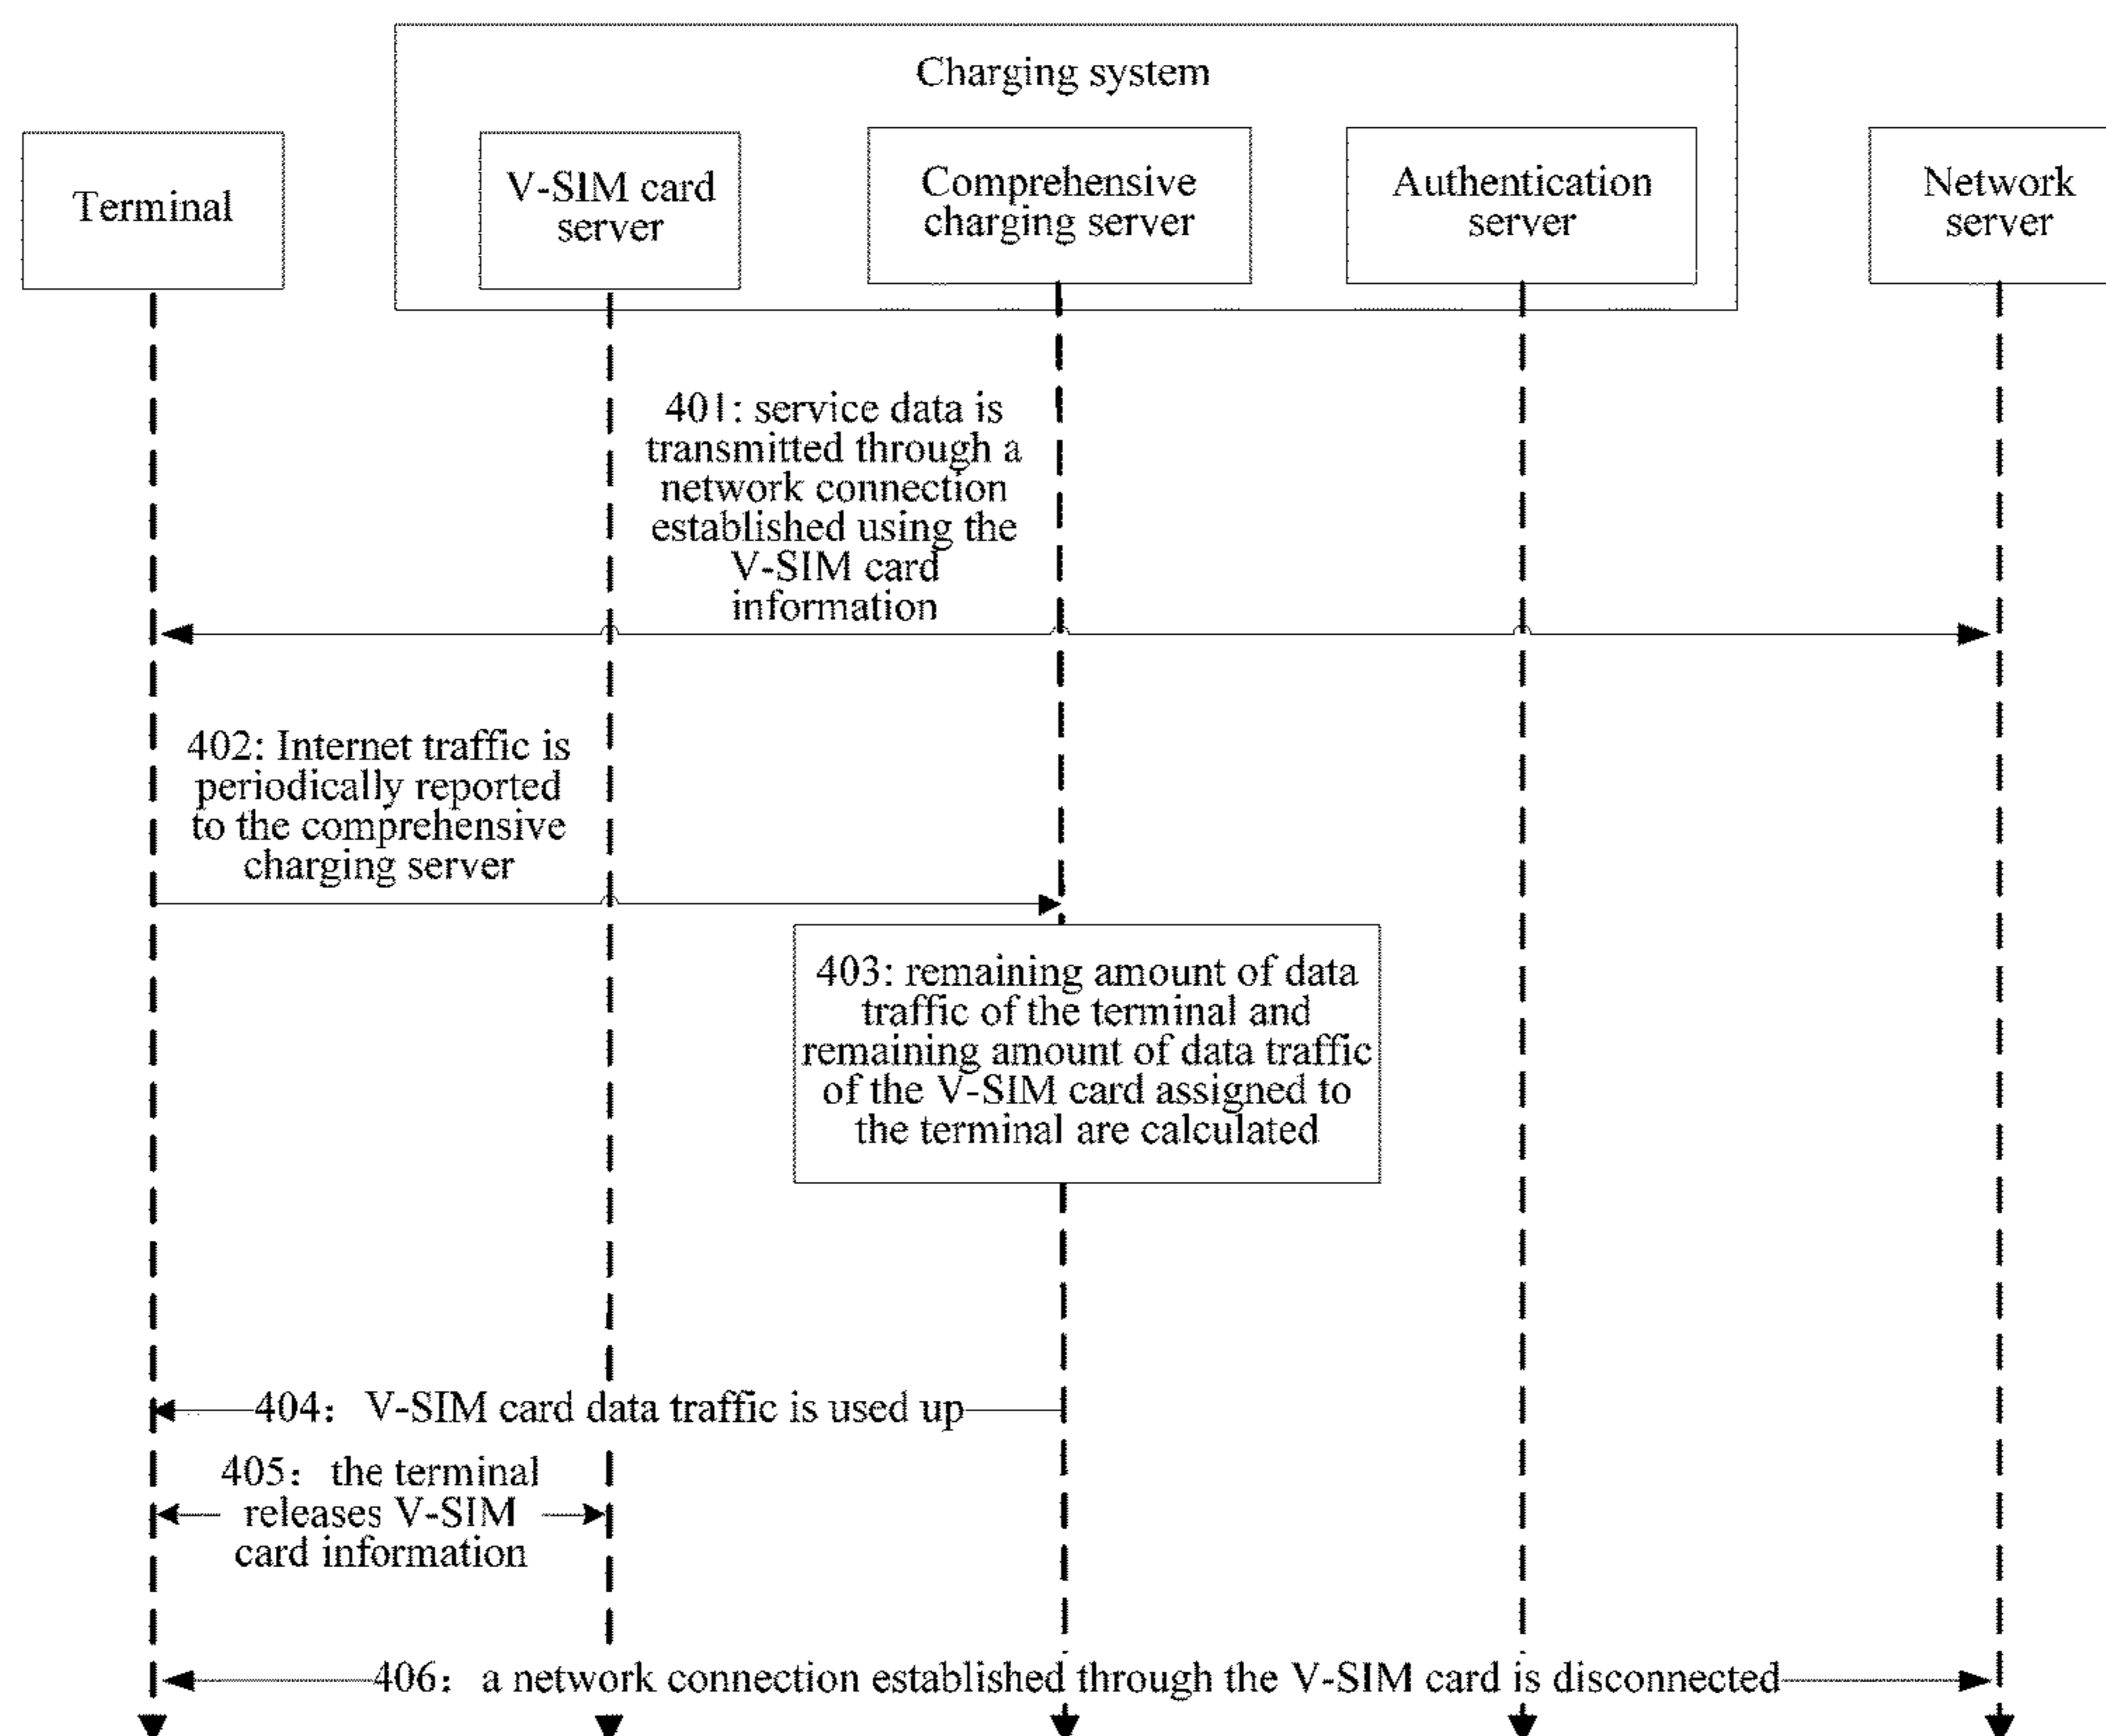 Charging system
Terminal
V-SIM card
server
Comprehensive
charging server
Authentication
server
Network
server
401: service data is
transmitted through a
network connection
established using the
V-SIM card
information
402: Internet traffic is
periodically reported
to the comprehensive
charging server
403: remaining amount of data
traffic of the terminal and
remaining amount of data traffic
of the V-SIM card assigned to
the terminal are calculated
404: V-SIM card data traffic is used up
405: the terminal
releases V-SIM
card information
406: a network connection established through the V-SIM card is disconnected